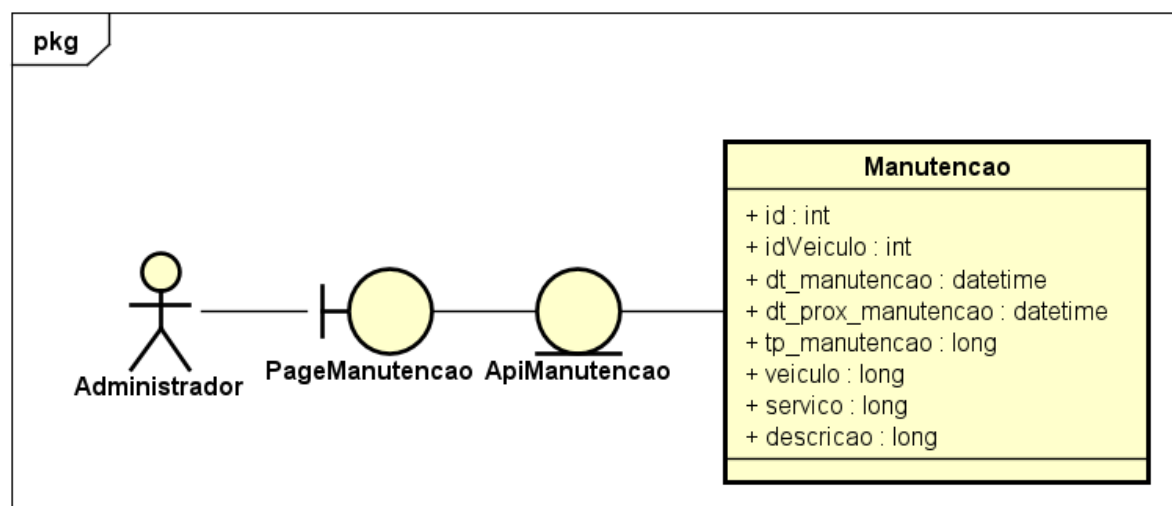 pkg
Manutencao
+ id : int
+ idVeiculo : int
+ dt_manutencao : datetime
+ dt_prox_manutencao : datetime
+ tp_manutencao : long
+ veiculo : long
+ servico : long
+ descricao : long
Administrador
PageManutencao
ApiManutencao